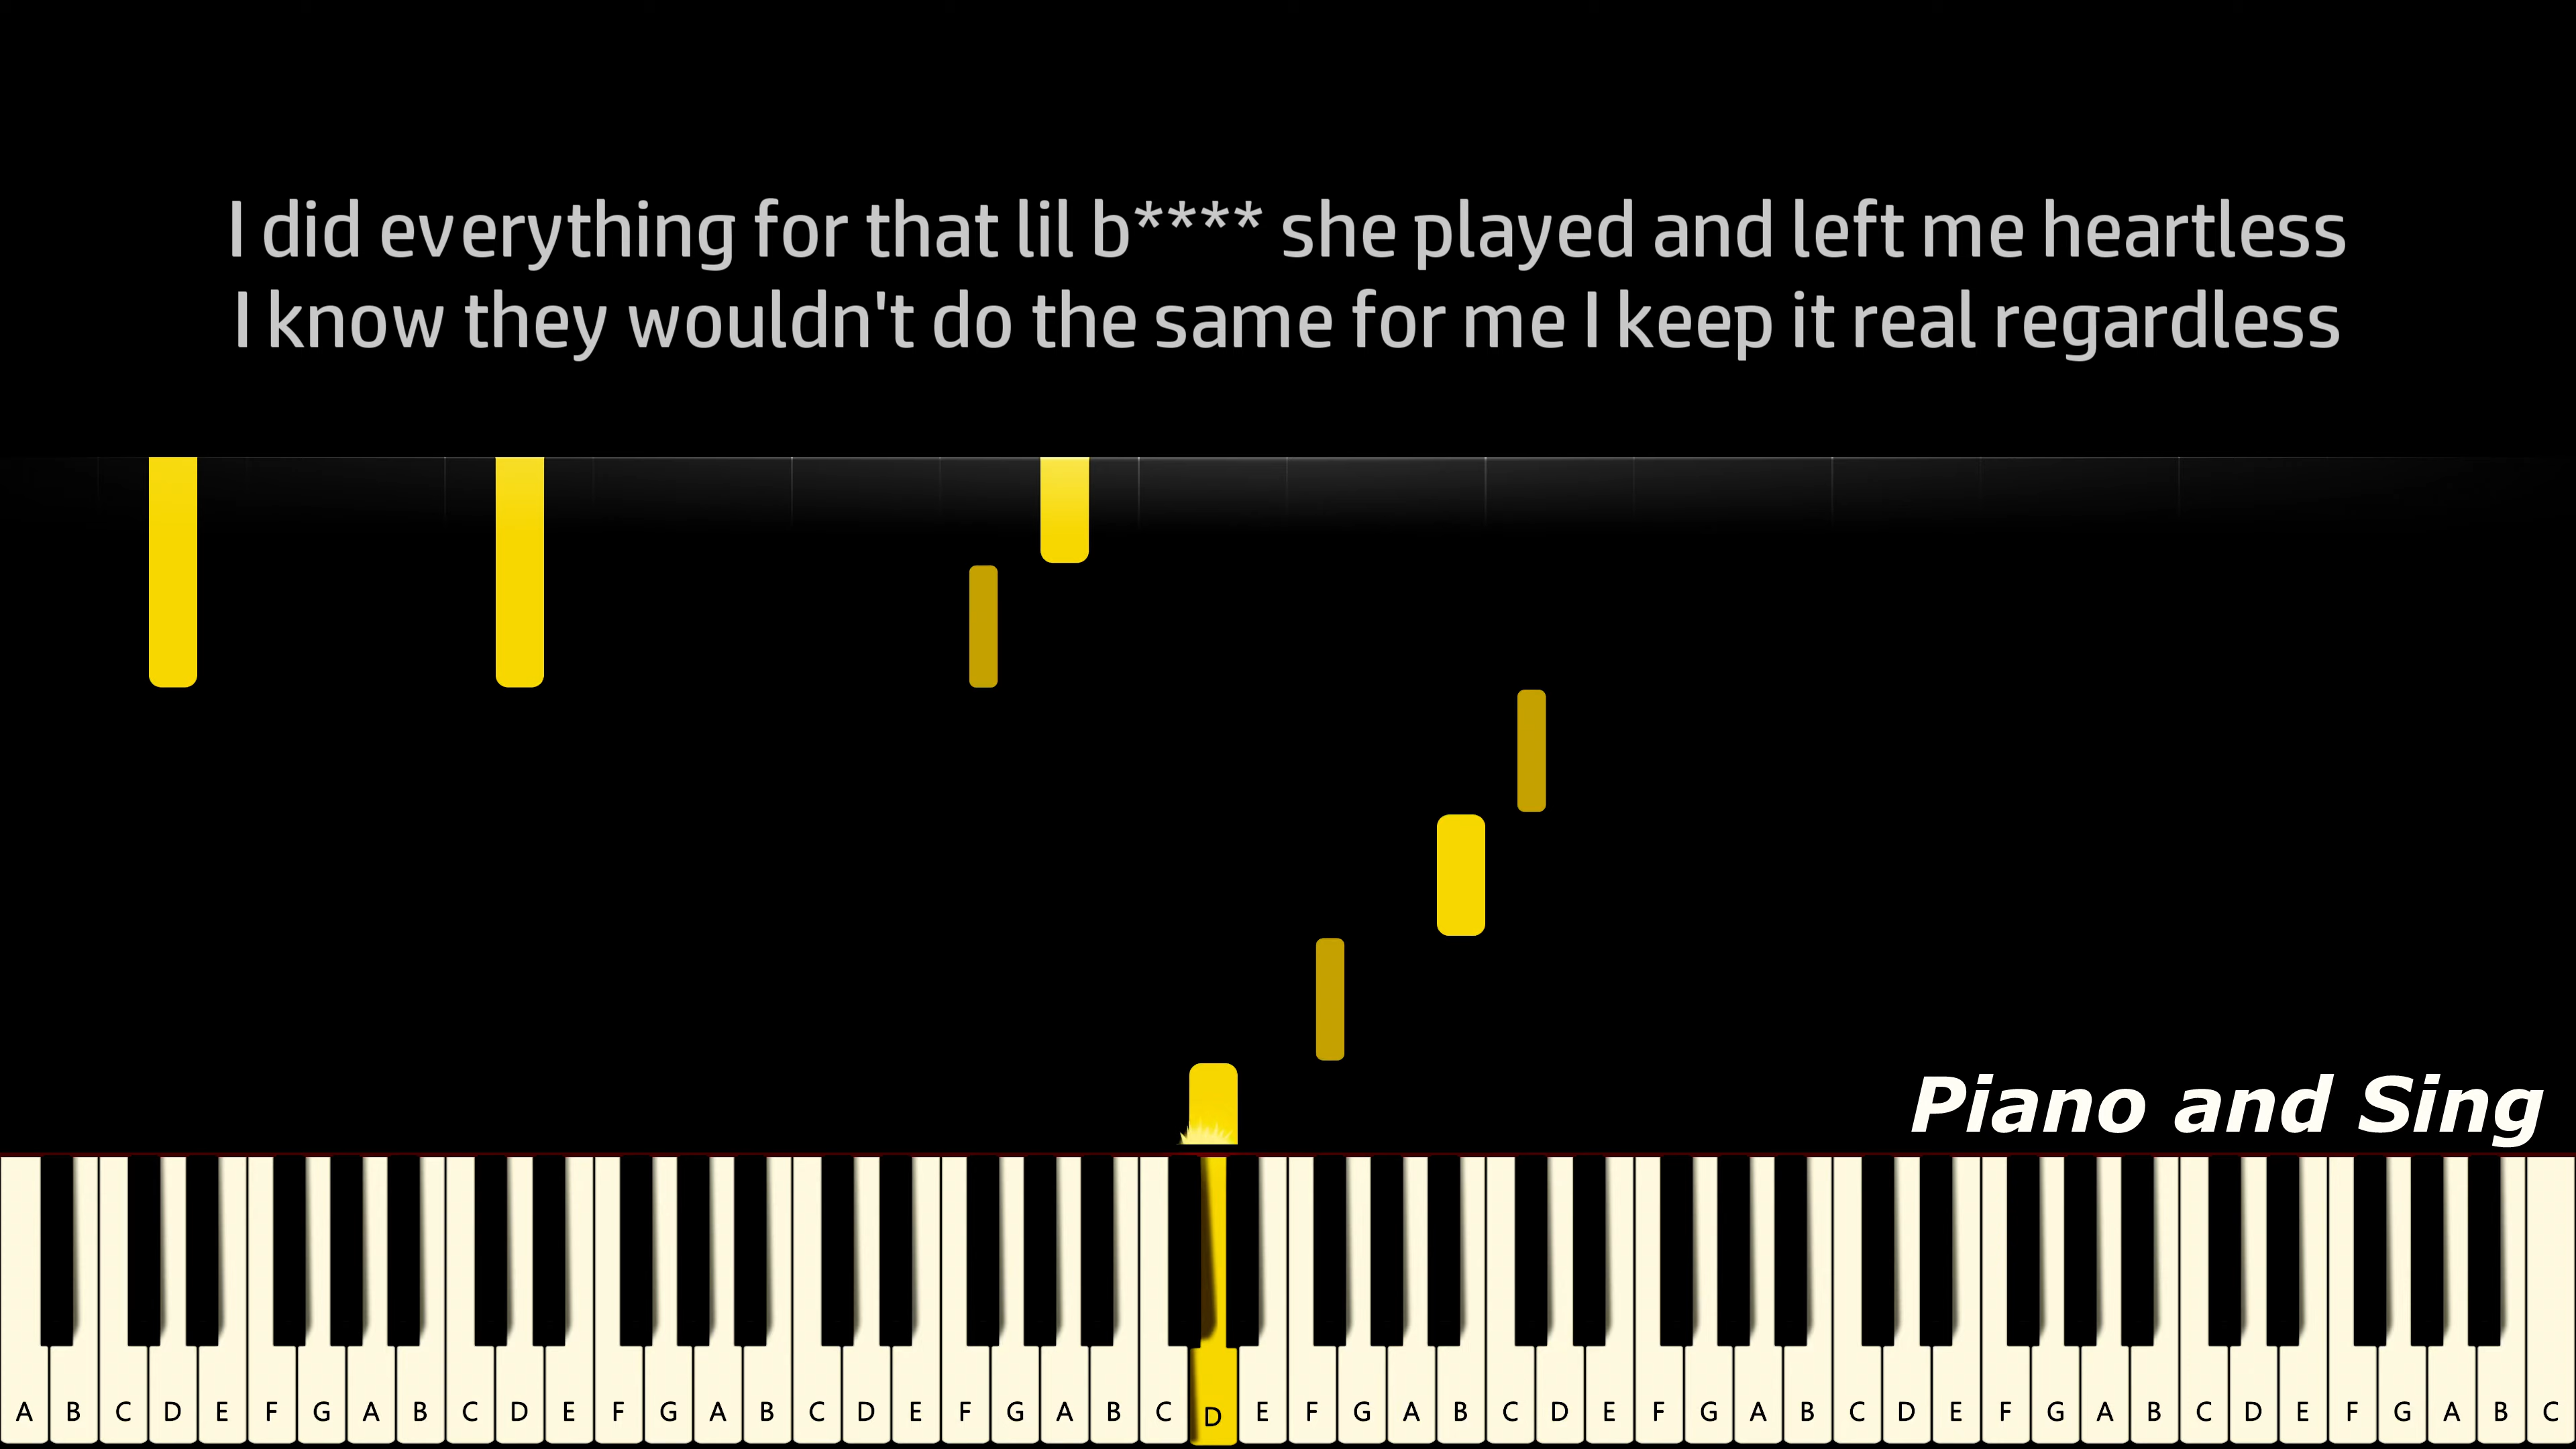 I did everything for that lil b**** she played and left me heartless
I know they wouldn't do the same for me I keep it real regardless
Piano and Sing
A B C D E F G A B C D E F G A B C D E F G A B C D E F G A B C D E F G A B C D E F G A B C D E F G A B C